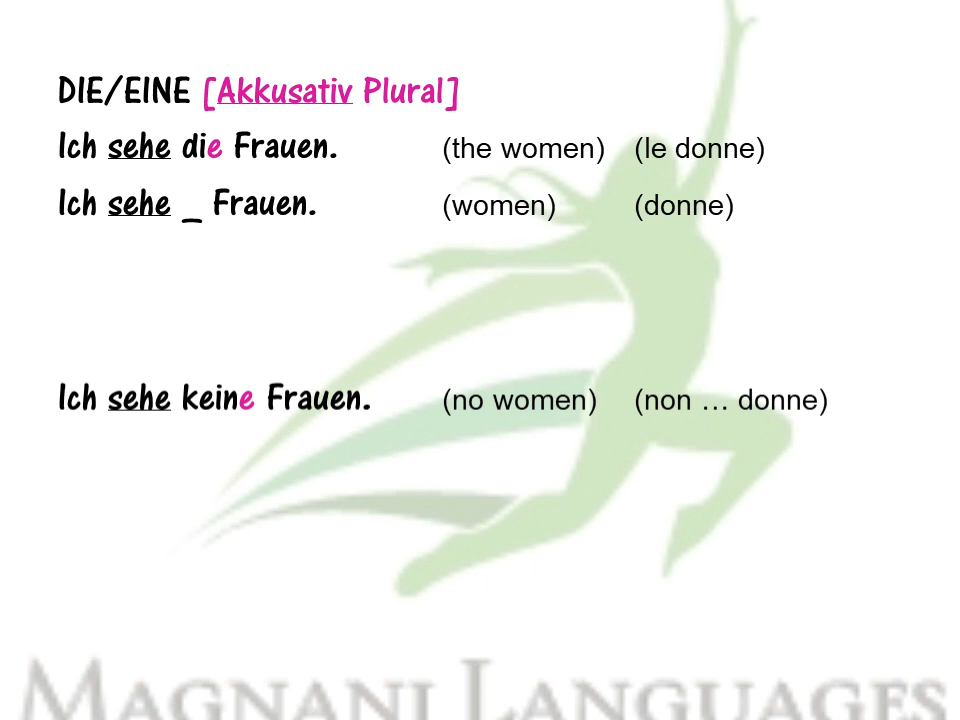 DIE/EINE [Akkusativ Plural]
Ich sehe die Frauen. (the women) (le donne)
Ich sehe _ Frauen. (women) (donne)
Ich sehe keine Frauen. (no women) (non … donne)
MAGNANI LANGUAGES